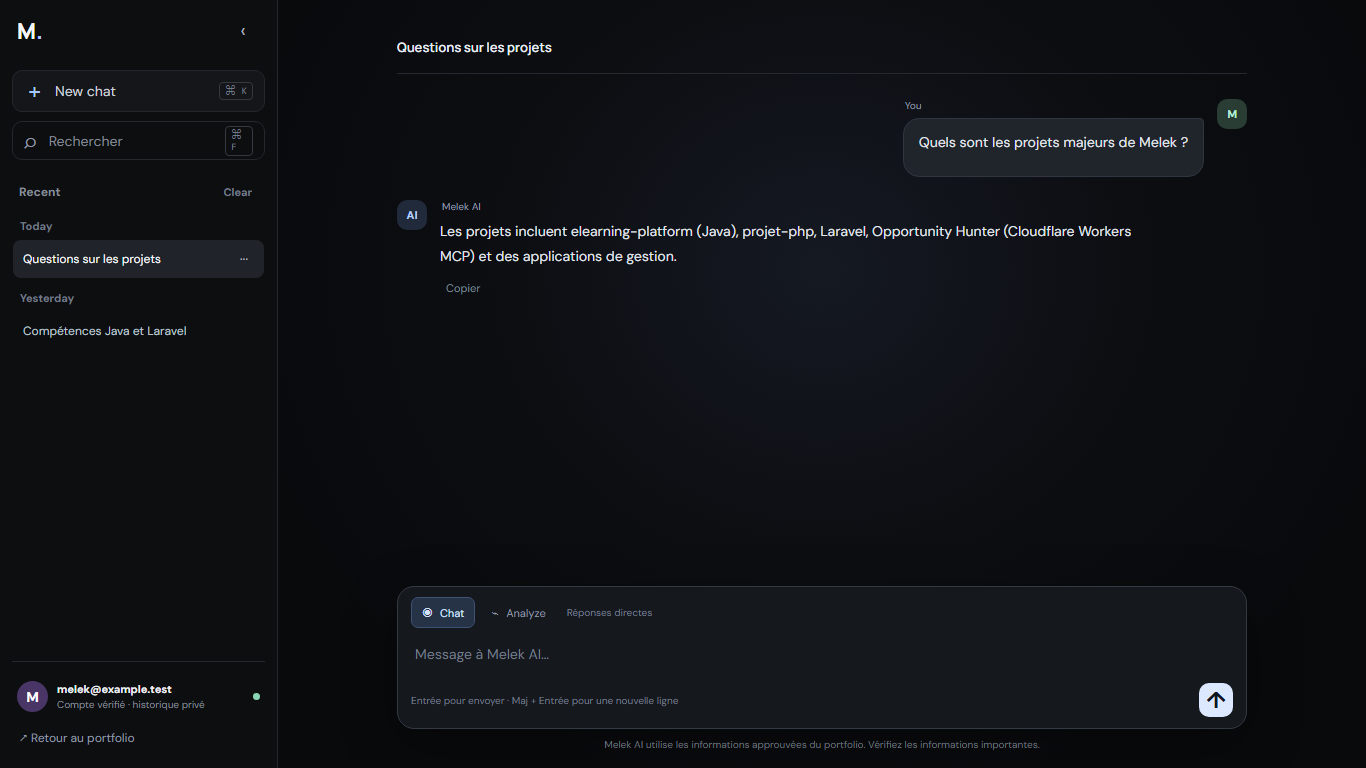 M.
‹
+ New chat ⌘ K
Rechercher ⌘ F
Recent Clear
Today
Questions sur les projets ···
Yesterday
Compétences Java et Laravel
M
melek@example.test
Compte vérifié · historique privé
↗ Retour au portfolio
Questions sur les projets
You
M
Quels sont les projets majeurs de Melek ?
AI
Melek AI
Les projets incluent elearning-platform (Java), projet-php, Laravel, Opportunity Hunter (Cloudflare Workers
MCP) et des applications de gestion.
Copier
◉ Chat ⌁ Analyze Réponses directes
Message à Melek AI...
Entrée pour envoyer · Maj + Entrée pour une nouvelle ligne
↑
Melek AI utilise les informations approuvées du portfolio. Vérifiez les informations importantes.